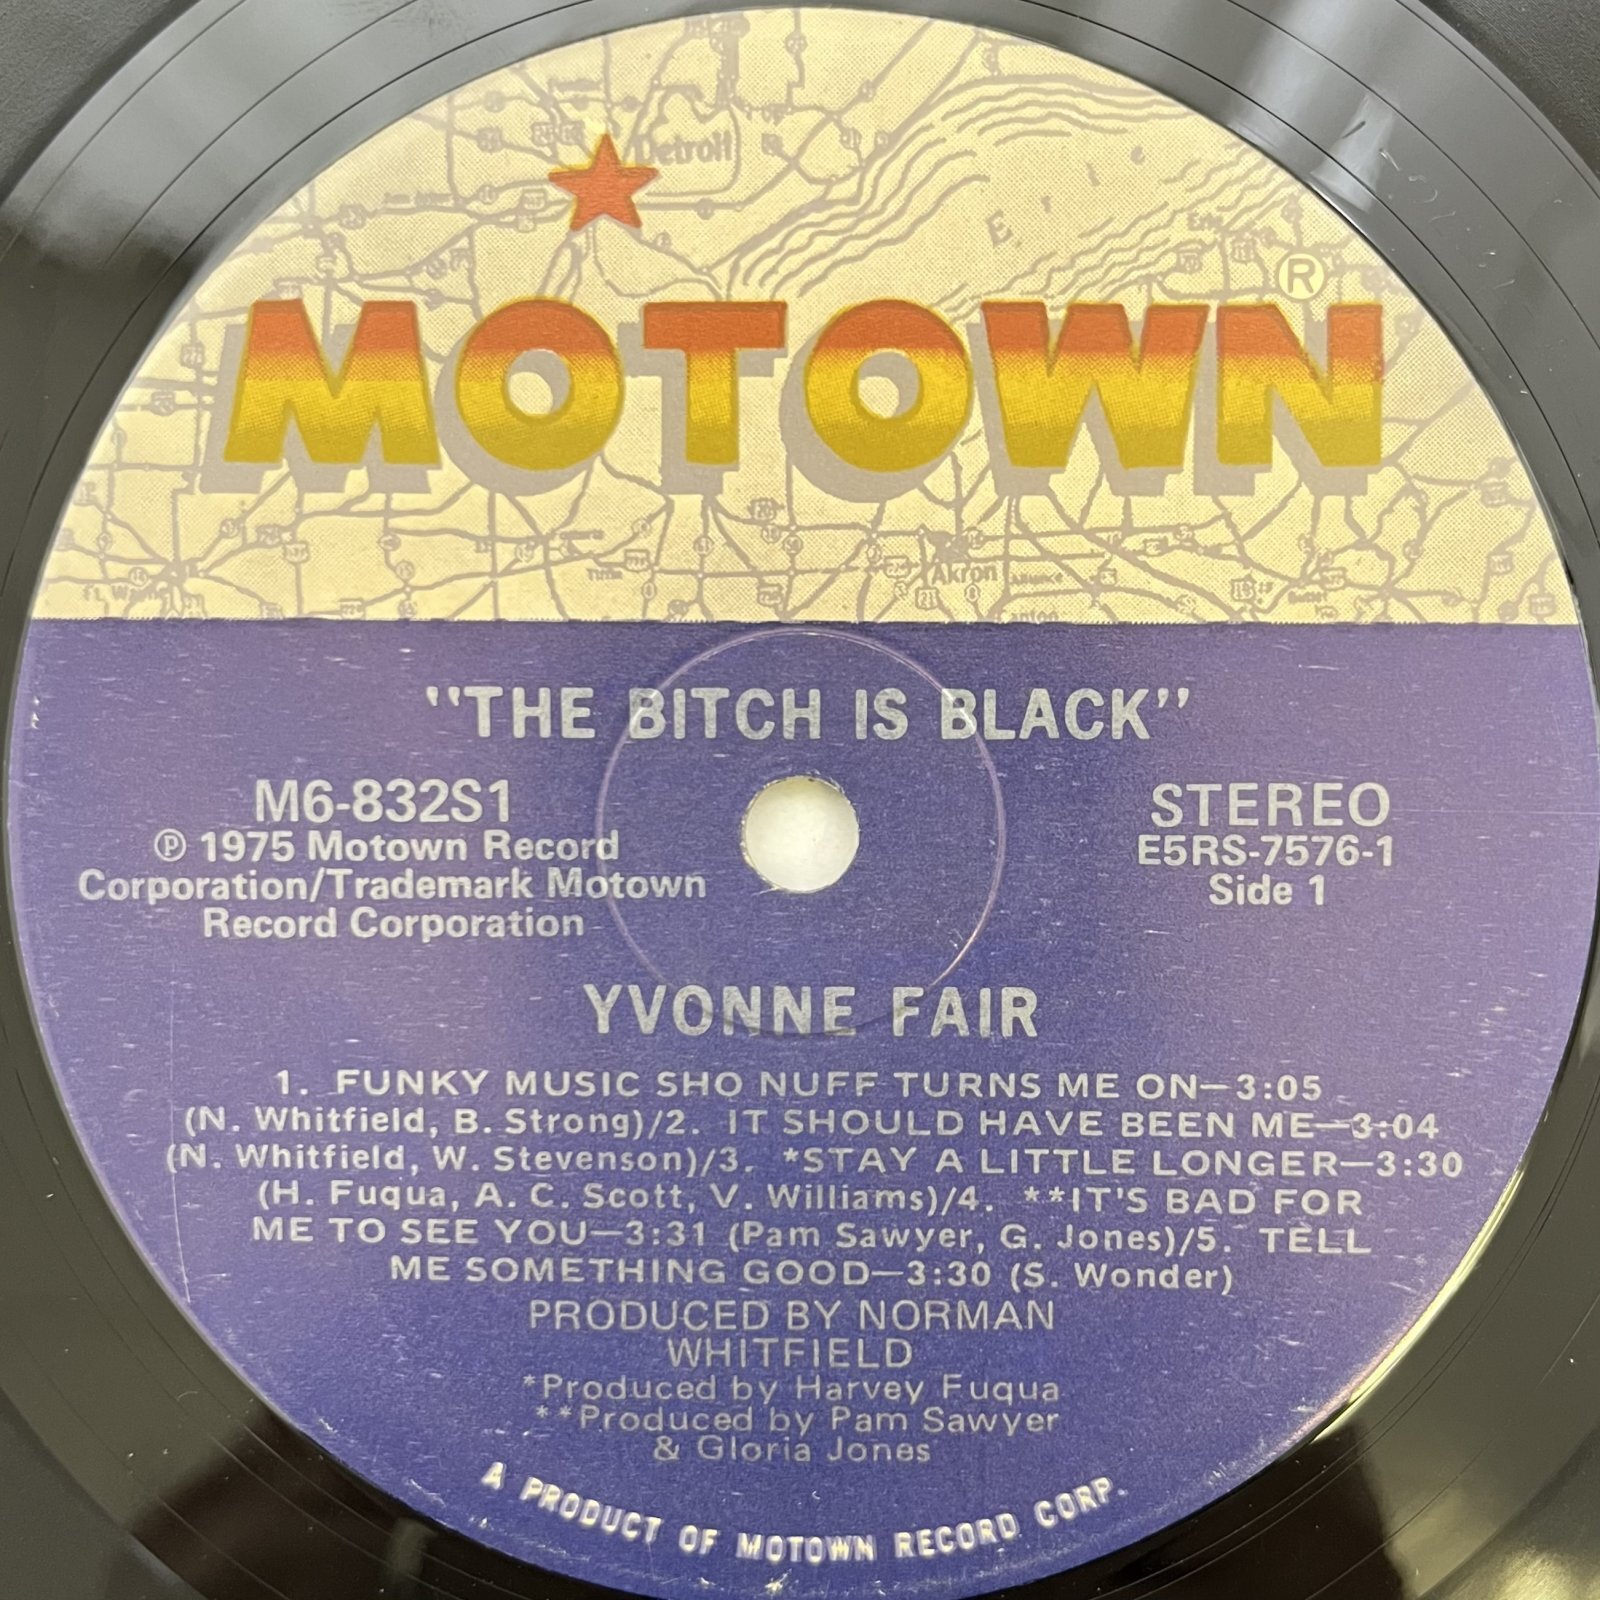 Detroit
E r i e
Erie
®
MOTOWN
Akron
Alliance
Canton
Ft. Wayne
"THE BITCH IS BLACK"
M6-832S1
℗ 1975 Motown Record
Corporation/Trademark Motown
Record Corporation
STEREO
E5RS-7576-1
Side 1
YVONNE FAIR
1. FUNKY MUSIC SHO NUFF TURNS ME ON—3:05
(N. Whitfield, B. Strong)/2. IT SHOULD HAVE BEEN ME—3:04
(N. Whitfield, W. Stevenson)/3. *STAY A LITTLE LONGER—3:30
(H. Fuqua, A. C. Scott, V. Williams)/4. **IT'S BAD FOR
ME TO SEE YOU—3:31 (Pam Sawyer, G. Jones)/5. TELL
ME SOMETHING GOOD—3:30 (S. Wonder)
PRODUCED BY NORMAN
WHITFIELD
*Produced by Harvey Fuqua
**Produced by Pam Sawyer
& Gloria Jones
A PRODUCT OF MOTOWN RECORD CORP.